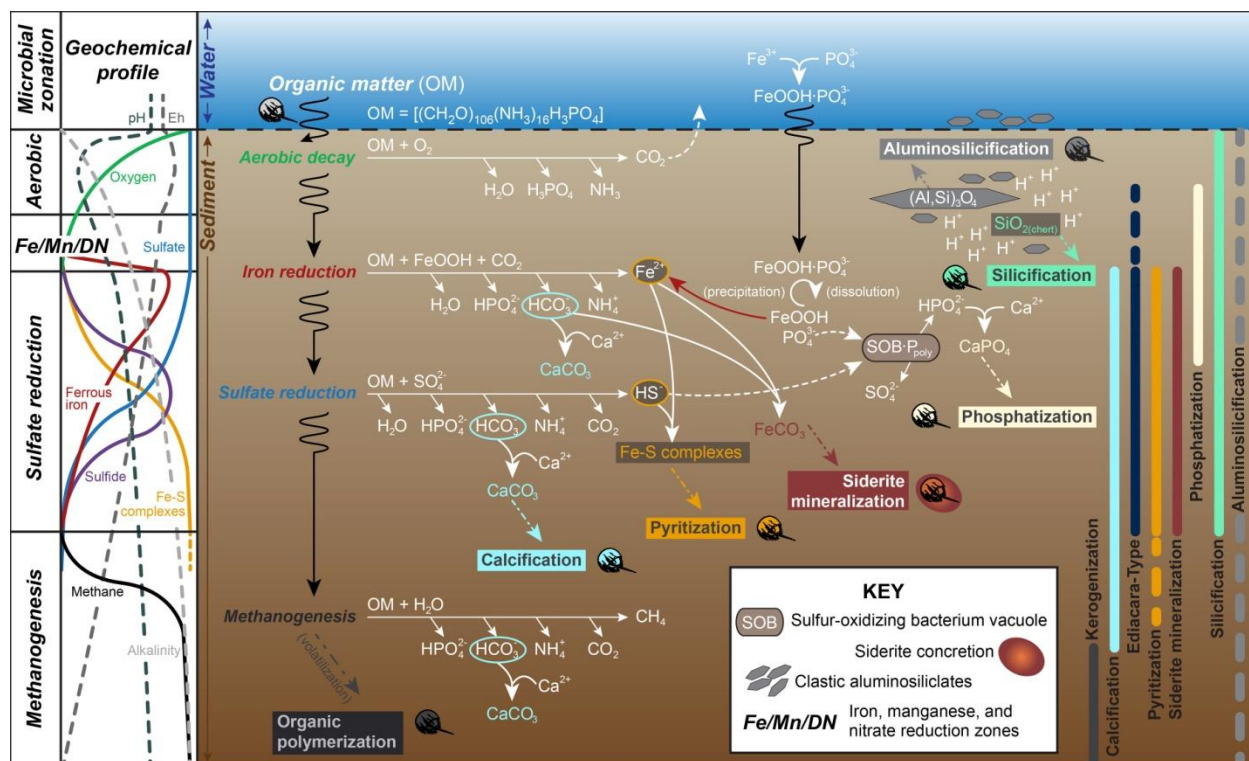 Microbial zonation
Geochemical profile
pH
Eh
Aerobic
Oxygen
Fe/Mn/DN
Sulfate
Sulfate reduction
Ferrous iron
Sulfide
Fe-S complexes
Methanogenesis
Methane
Alkalinity
Water
Sediment
Organic matter (OM)
OM = [(CH₂O)₁₀₆(NH₃)₁₆H₃PO₄]
Fe³⁺
PO₄³⁻
FeOOH·PO₄³⁻
Aerobic decay
OM + O₂
CO₂
H₂O
H₃PO₄
NH₃
Iron reduction
OM + FeOOH + CO₂
Fe²⁺
H₂O
HPO₄²⁻
HCO₃⁻
NH₄⁺
Ca²⁺
CaCO₃
Sulfate reduction
OM + SO₄²⁻
HS⁻
H₂O
HPO₄²⁻
HCO₃⁻
NH₄⁺
CO₂
Ca²⁺
CaCO₃
Calcification
Fe-S complexes
Pyritization
FeCO₃
Siderite
mineralization
Methanogenesis
OM + H₂O
CH₄
(volatilization)
HPO₄²⁻
HCO₃⁻
NH₄⁺
CO₂
Ca²⁺
CaCO₃
Organic
polymerization
FeOOH·PO₄³⁻
(precipitation)
(dissolution)
FeOOH
PO₄³⁻
SOB·Ppoly
HPO₄²⁻
Ca²⁺
CaPO₄
SO₄²⁻
Phosphatization
Aluminosilicification
(Al,Si)₃O₄
H⁺
H⁺
H⁺
H⁺
H⁺
H⁺
H⁺
H⁺
H⁺
SiO₂(chert)
Silicification
KEY
SOB
Sulfur-oxidizing bacterium vacuole
Siderite concretion
Clastic aluminosiliclates
Fe/Mn/DN
Iron, manganese, and
nitrate reduction zones
Kerogenization
Calcification
Ediacara-Type
Pyritization
Siderite mineralization
Phosphatization
Silicification
Aluminosilicification